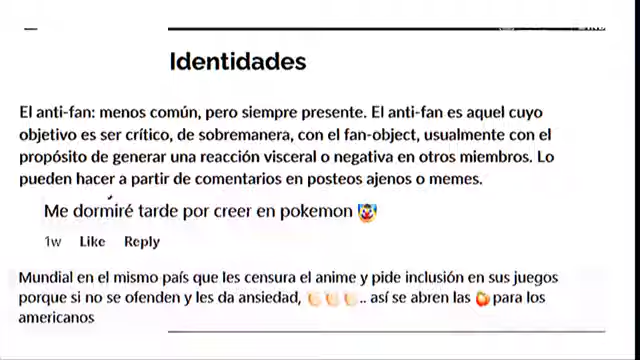 Identidades
El anti-fan: menos común, pero siempre presente. El anti-fan es aquel cuyo
objetivo es ser crítico, de sobremanera, con el fan-object, usualmente con el
propósito de generar una reacción visceral o negativa en otros miembros. Lo
pueden hacer a partir de comentarios en posteos ajenos o memes.
Me dormiré tarde por creer en pokemon 🤡
1w Like Reply
Mundial en el mismo país que les censura el anime y pide inclusión en sus juegos
porque si no se ofenden y les da ansiedad, 👏🏻👏🏻👏🏻.. así se abren las 🍑 para los
americanos